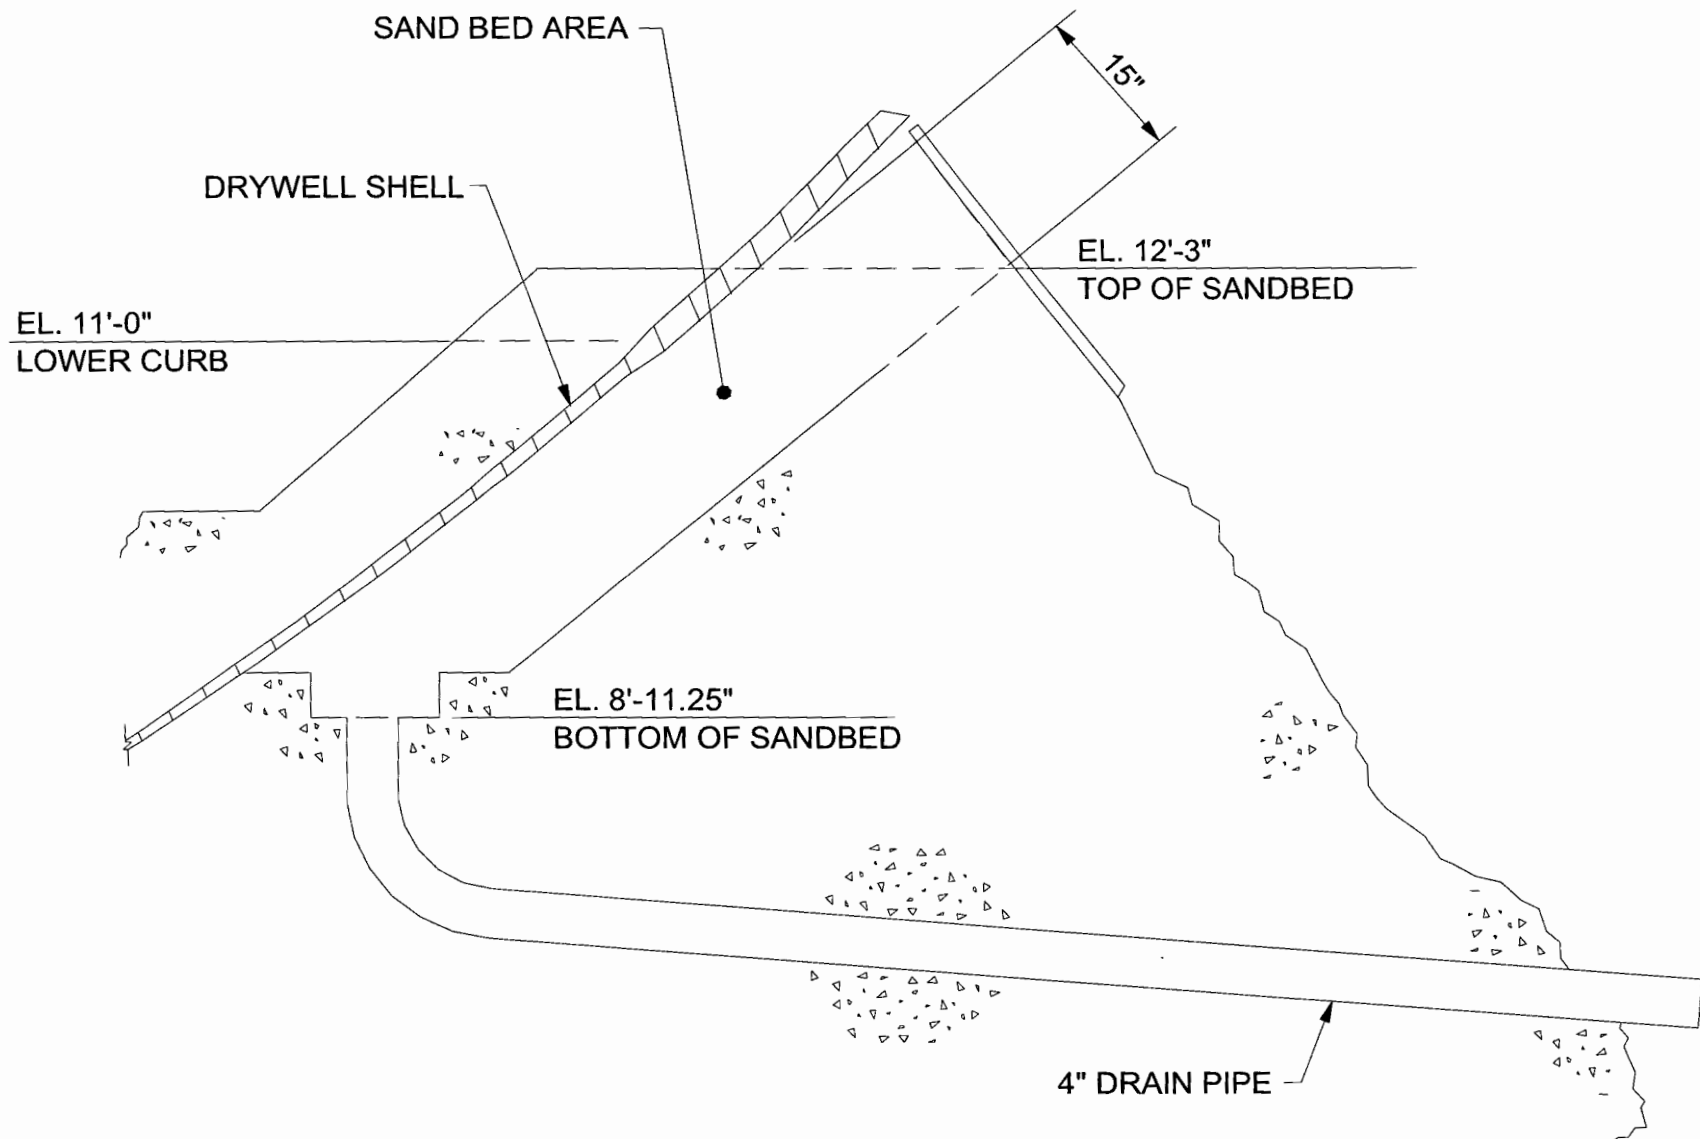 SAND BED AREA
15"
DRYWELL SHELL
EL. 12'-3"
TOP OF SANDBED
EL. 11'-0"
LOWER CURB
EL. 8'-11.25"
BOTTOM OF SANDBED
4" DRAIN PIPE